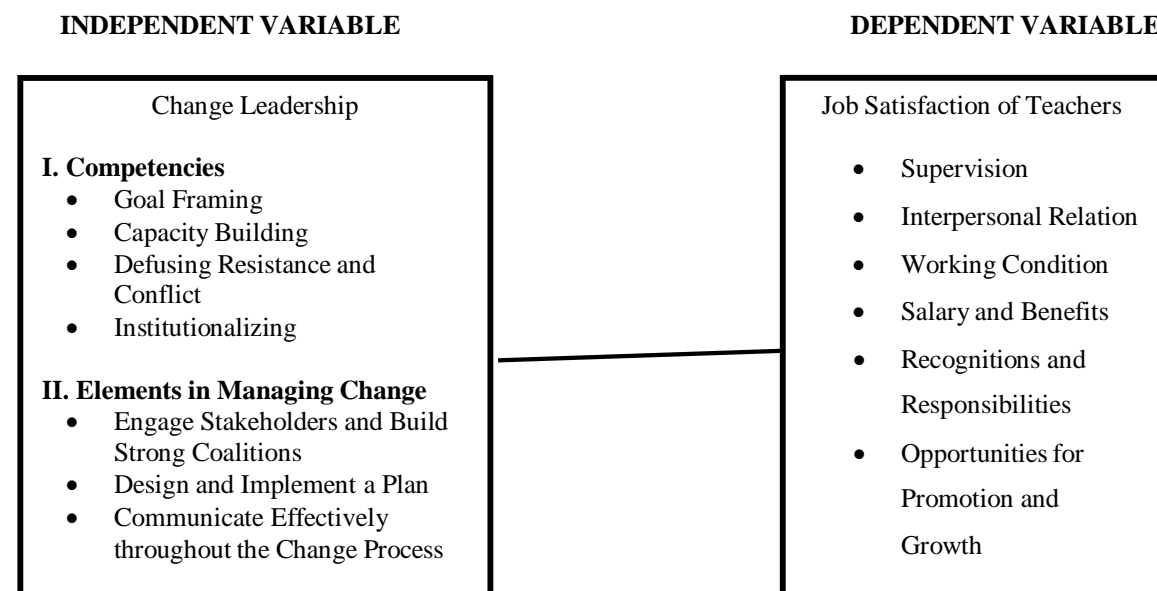 INDEPENDENT VARIABLE
DEPENDENT VARIABLE
Change Leadership
I. Competencies
• Goal Framing
• Capacity Building
• Defusing Resistance and
Conflict
• Institutionalizing
II. Elements in Managing Change
• Engage Stakeholders and Build
Strong Coalitions
• Design and Implement a Plan
• Communicate Effectively
throughout the Change Process
Job Satisfaction of Teachers
• Supervision
• Interpersonal Relation
• Working Condition
• Salary and Benefits
• Recognitions and
Responsibilities
• Opportunities for
Promotion and
Growth